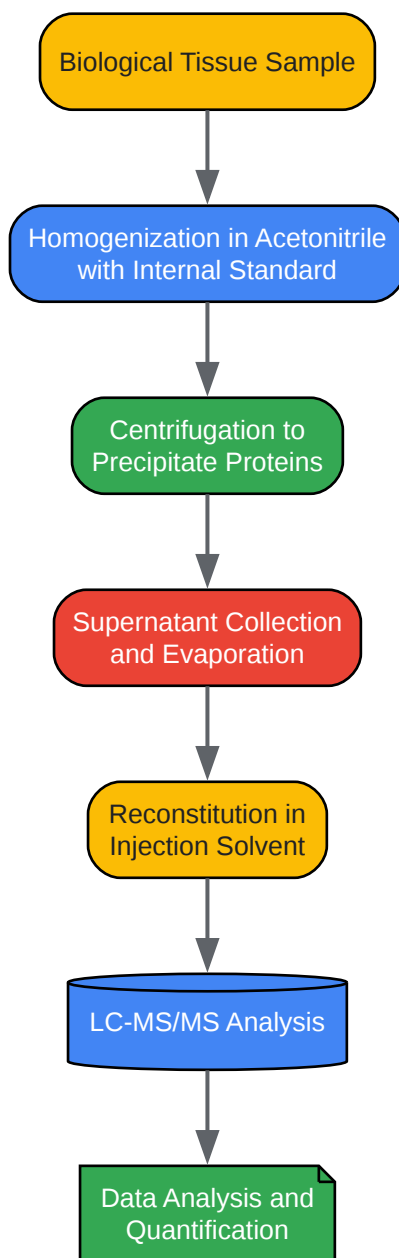 Biological Tissue Sample
Homogenization in Acetonitrile
with Internal Standard
Centrifugation to
Precipitate Proteins
Supernatant Collection
and Evaporation
Reconstitution in
Injection Solvent
LC-MS/MS Analysis
Data Analysis and
Quantification